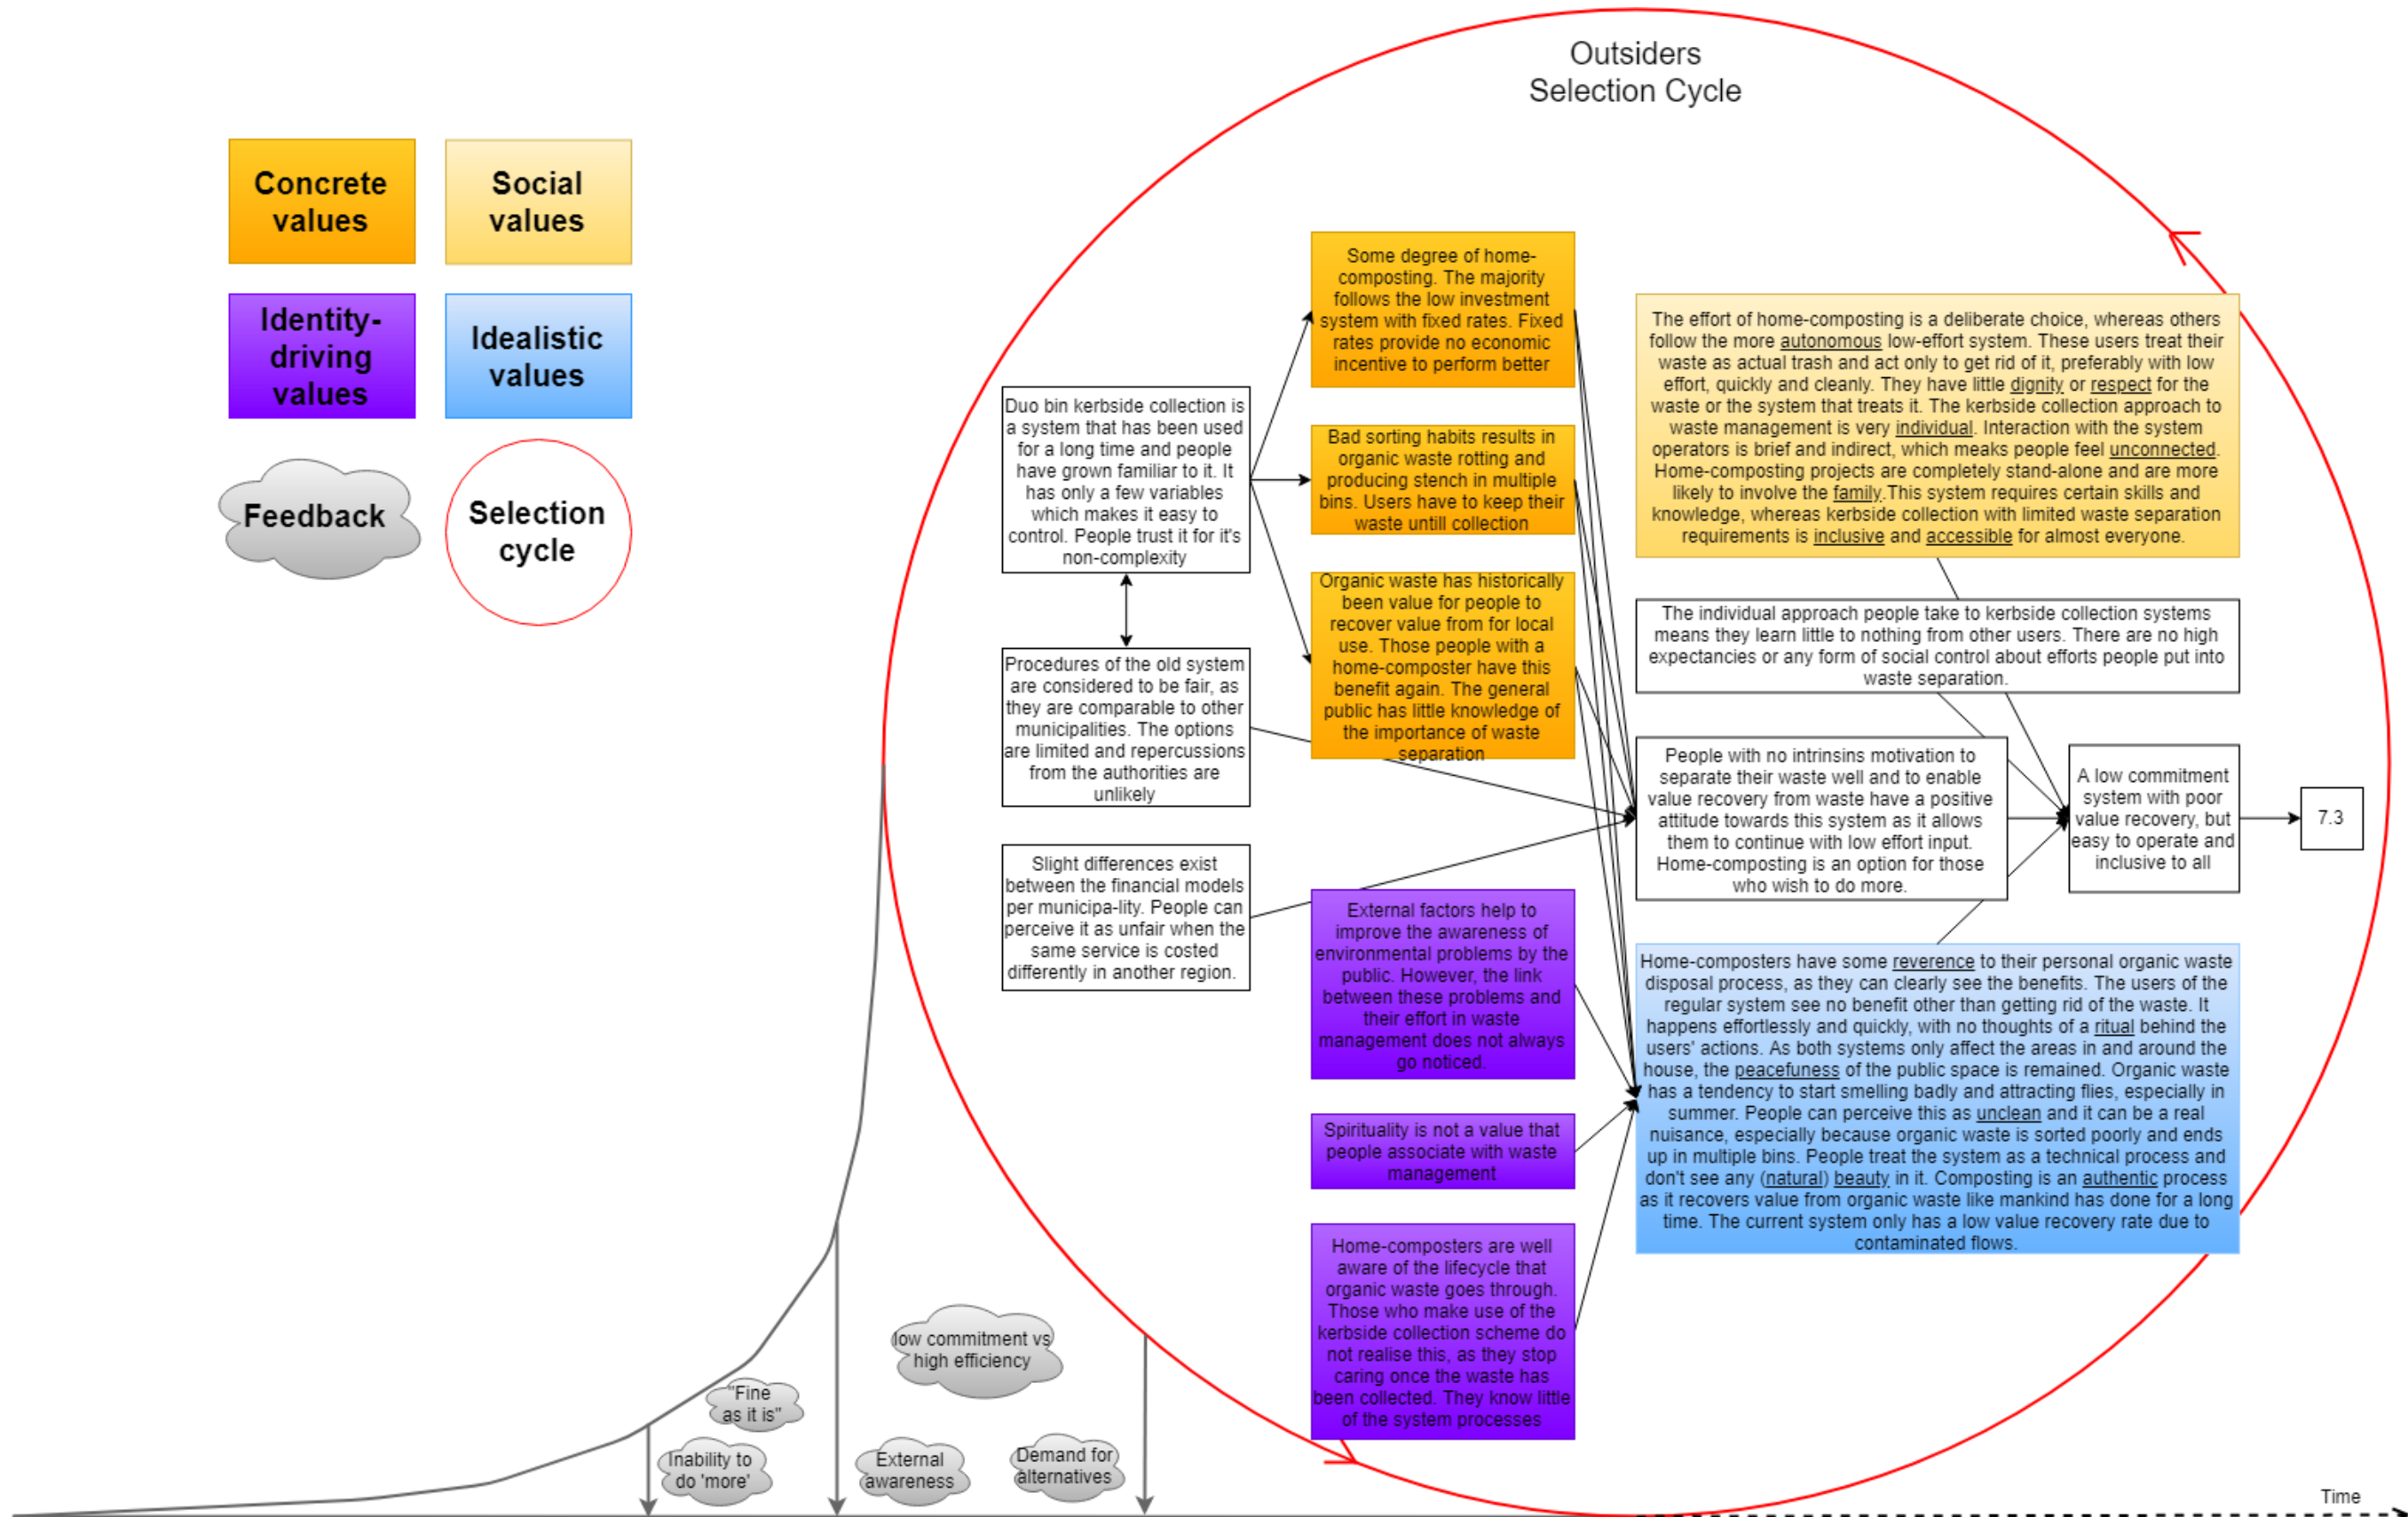 Outsiders
Selection Cycle
Concrete
values
Social
values
Identity-
driving
values
Idealistic
values
Feedback
Selection
cycle
Duo bin kerbside collection is
a system that has been used
for a long time and people
have grown familiar to it. It
has only a few variables
which makes it easy to
control. People trust it for it's
non-complexity
Procedures of the old system
are considered to be fair, as
they are comparable to other
municipalities. The options
are limited and repercussions
from the authorities are
unlikely
Slight differences exist
between the financial models
per municipa-lity. People can
perceive it as unfair when the
same service is costed
differently in another region.
Some degree of home-
composting. The majority
follows the low investment
system with fixed rates. Fixed
rates provide no economic
incentive to perform better
Bad sorting habits results in
organic waste rotting and
producing stench in multiple
bins. Users have to keep their
waste untill collection
Organic waste has historically
been value for people to
recover value from for local
use. Those people with a
home-composter have this
benefit again. The general
public has little knowledge of
the importance of waste
separation
External factors help to
improve the awareness of
environmental problems by the
public. However, the link
between these problems and
their effort in waste
management does not always
go noticed.
Spirituality is not a value that
people associate with waste
management
Home-composters are well
aware of the lifecycle that
organic waste goes through.
Those who make use of the
kerbside collection scheme do
not realise this, as they stop
caring once the waste has
been collected. They know little
of the system processes
The effort of home-composting is a deliberate choice, whereas others
follow the more autonomous low-effort system. These users treat their
waste as actual trash and act only to get rid of it, preferably with low
effort, quickly and cleanly. They have little dignity or respect for the
waste or the system that treats it. The kerbside collection approach to
waste management is very individual. Interaction with the system
operators is brief and indirect, which meaks people feel unconnected.
Home-composting projects are completely stand-alone and are more
likely to involve the family.This system requires certain skills and
knowledge, whereas kerbside collection with limited waste separation
requirements is inclusive and accessible for almost everyone.
The individual approach people take to kerbside collection systems
means they learn little to nothing from other users. There are no high
expectancies or any form of social control about efforts people put into
waste separation.
People with no intrinsins motivation to
separate their waste well and to enable
value recovery from waste have a positive
attitude towards this system as it allows
them to continue with low effort input.
Home-composting is an option for those
who wish to do more.
A low commitment
system with poor
value recovery, but
easy to operate and
inclusive to all
7.3
Home-composters have some reverence to their personal organic waste
disposal process, as they can clearly see the benefits. The users of the
regular system see no benefit other than getting rid of the waste. It
happens effortlessly and quickly, with no thoughts of a ritual behind the
users' actions. As both systems only affect the areas in and around the
house, the peacefuness of the public space is remained. Organic waste
has a tendency to start smelling badly and attracting flies, especially in
summer. People can perceive this as unclean and it can be a real
nuisance, especially because organic waste is sorted poorly and ends
up in multiple bins. People treat the system as a technical process and
don't see any (natural) beauty in it. Composting is an authentic process
as it recovers value from organic waste like mankind has done for a long
time. The current system only has a low value recovery rate due to
contaminated flows.
low commitment vs
high efficiency
"Fine
as it is"
Inability to
do 'more'
External
awareness
Demand for
alternatives
Time